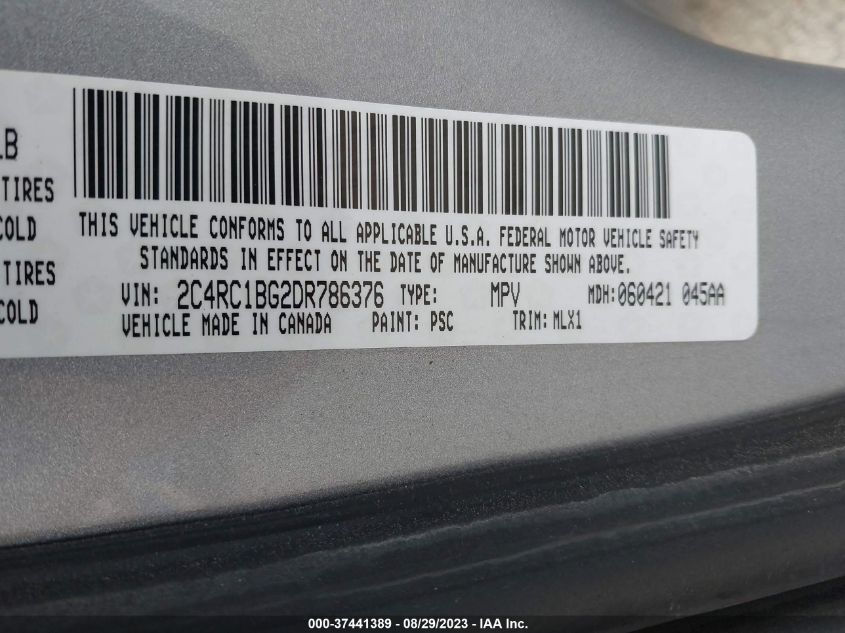 LB
TIRES
COLD
TIRES
COLD
THIS VEHICLE CONFORMS TO ALL APPLICABLE U.S.A. FEDERAL MOTOR VEHICLE SAFETY
STANDARDS IN EFFECT ON THE DATE OF MANUFACTURE SHOWN ABOVE.
VIN: 2C4RC1BG2DR786376 TYPE: MPV MDH:060421 045AA
VEHICLE MADE IN CANADA PAINT: PSC TRIM: MLX1
000-37441389 | 08/29/2023 | IAA Inc.